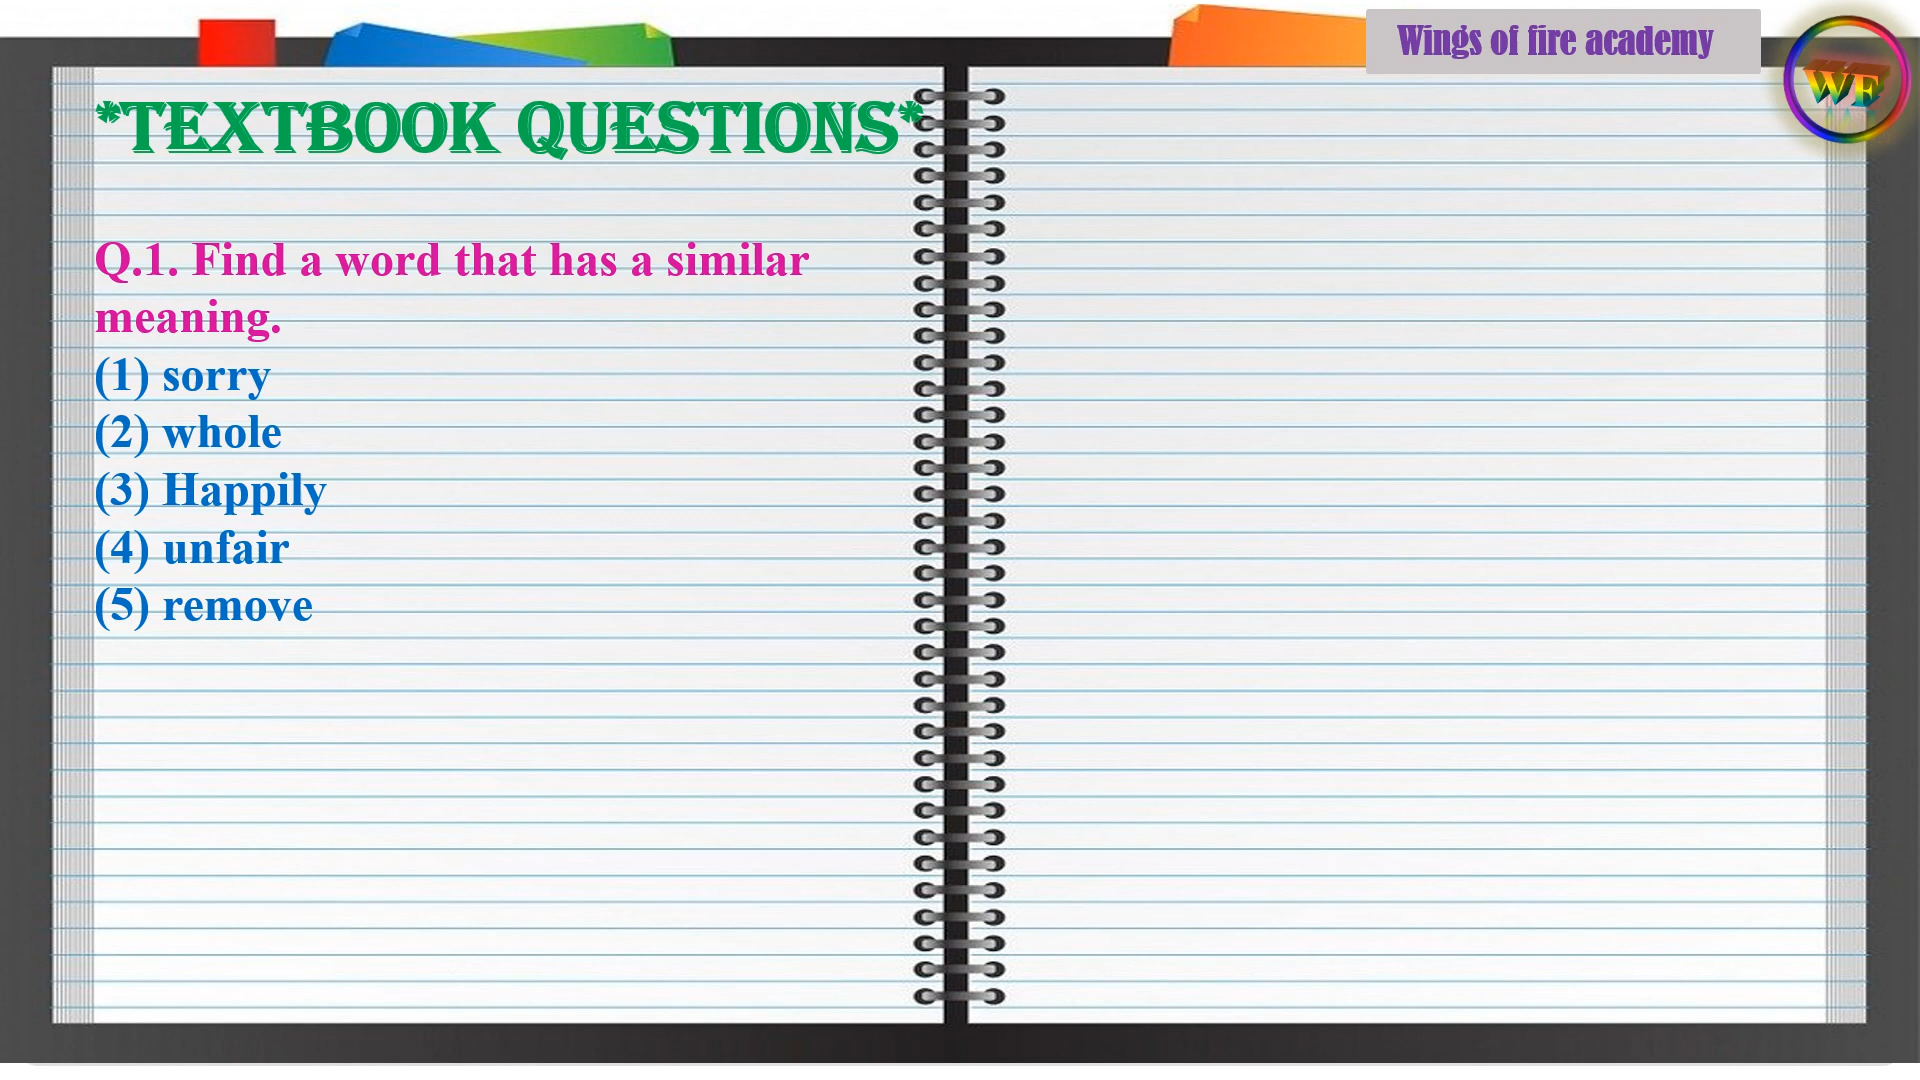 Wings of fire academy
WF
*TEXTBOOK QUESTIONS*
Q.1. Find a word that has a similar
meaning.
(1) sorry
(2) whole
(3) Happily
(4) unfair
(5) remove